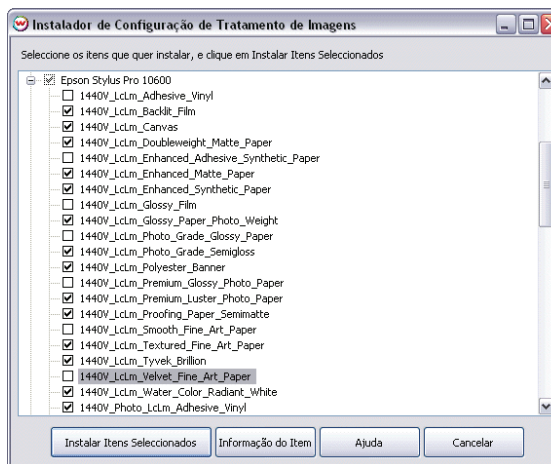 Instalador de Configuração de Tratamento de Imagens
Seleccione os itens que quer instalar, e clique em Instalar Itens Seleccionados
Epson Stylus Pro 10600
1440V_LcLm_Adhesive_Vinyl
1440V_LcLm_Backlit_Film
1440V_LcLm_Canvas
1440V_LcLm_Doubleweight_Matte_Paper
1440V_LcLm_Enhanced_Adhesive_Synthetic_Paper
1440V_LcLm_Enhanced_Matte_Paper
1440V_LcLm_Enhanced_Synthetic_Paper
1440V_LcLm_Glossy_Film
1440V_LcLm_Glossy_Paper_Photo_Weight
1440V_LcLm_Photo_Grade_Glossy_Paper
1440V_LcLm_Photo_Grade_Semigloss
1440V_LcLm_Polyester_Banner
1440V_LcLm_Premium_Glossy_Photo_Paper
1440V_LcLm_Premium_Luster_Photo_Paper
1440V_LcLm_Proofing_Paper_Semimatte
1440V_LcLm_Smooth_Fine_Art_Paper
1440V_LcLm_Textured_Fine_Art_Paper
1440V_LcLm_Tyvek_Brillion
1440V_LcLm_Velvet_Fine_Art_Paper
1440V_LcLm_Water_Color_Radiant_White
1440V_Photo_LcLm_Adhesive_Vinyl
Instalar Itens Seleccionados
Informação do Item
Ajuda
Cancelar